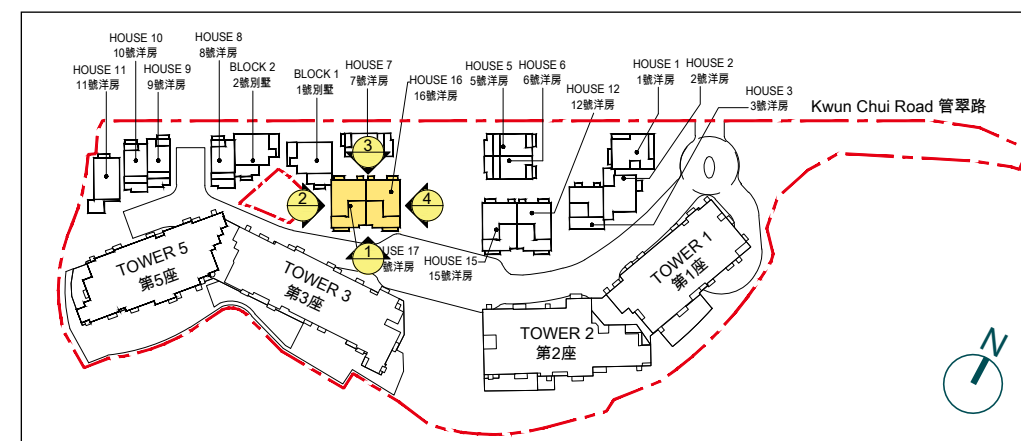 HOUSE 10
10號洋房
HOUSE 8
8號洋房
HOUSE 11
11號洋房
HOUSE 9
9號洋房
BLOCK 2
2號別墅
BLOCK 1
1號別墅
HOUSE 7
7號洋房
HOUSE 16
16號洋房
HOUSE 5
5號洋房
HOUSE 6
6號洋房
HOUSE 12
12號洋房
HOUSE 1
1號洋房
HOUSE 2
2號洋房
HOUSE 3
3號洋房
Kwun Chui Road 管翠路
3
2
4
1
USE 17
號洋房
HOUSE 15
15號洋房
TOWER 5
第5座
TOWER 3
第3座
TOWER 2
第2座
TOWER 1
第1座
N